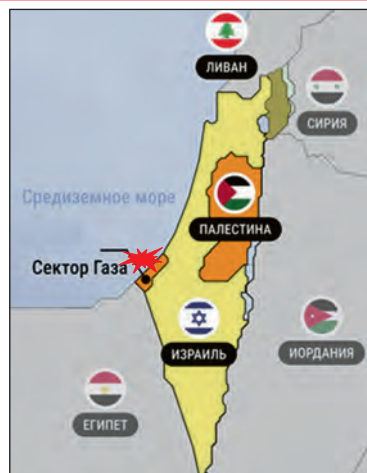 ЛИВАН
СИРИЯ
Средиземное море
ПАЛЕСТИНА
Сектор Газа
ИЗРАИЛЬ
ИОРДАНИЯ
ЕГИПЕТ